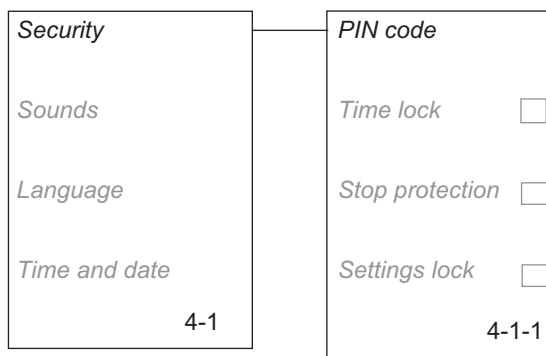 Security
Sounds
Language
Time and date
4-1
PIN code
Time lock
Stop protection
Settings lock
4-1-1